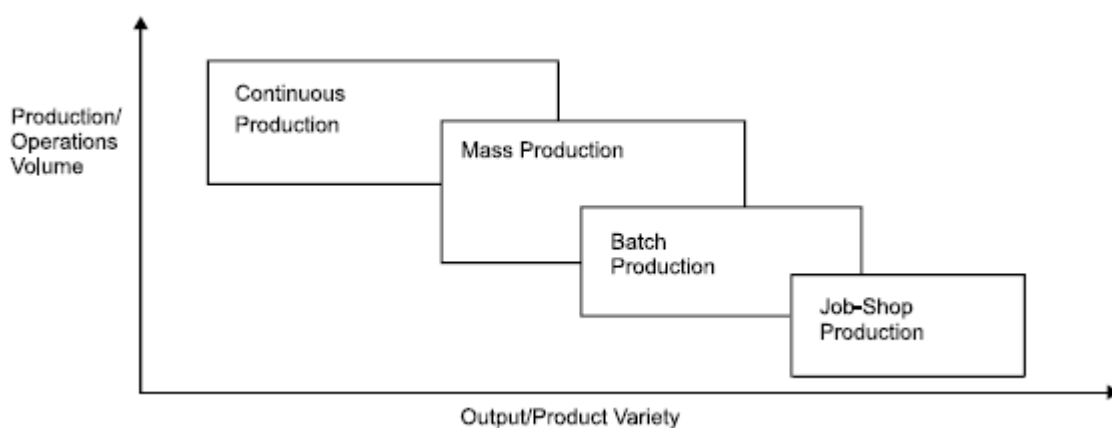 Production/
Operations
Volume
Continuous
Production
Mass Production
Batch
Production
Job-Shop
Production
Output/Product Variety